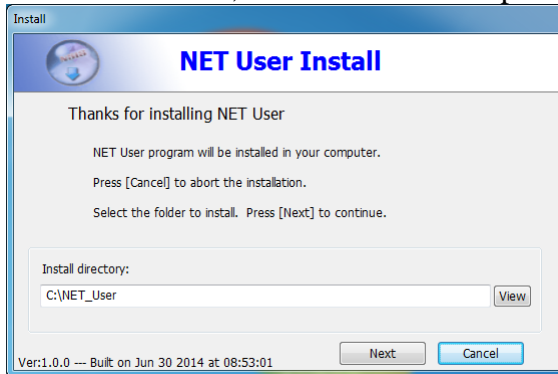 Install
NET User Install
Thanks for installing NET User
NET User program will be installed in your computer.
Press [Cancel] to abort the installation.
Select the folder to install.  Press [Next] to continue.
Install directory:
C:\NET_User
View
Next
Cancel
Ver:1.0.0 --- Built on Jun 30 2014 at 08:53:01